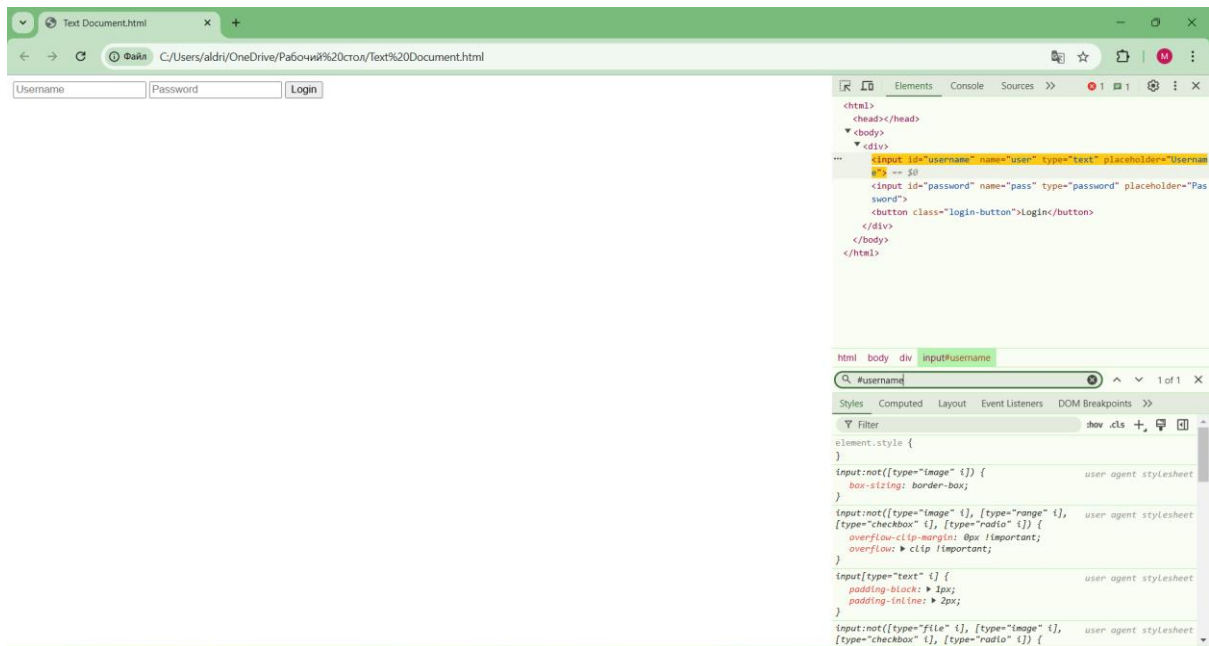 Text Document.html
Файл C:/Users/aldri/OneDrive/Рабочий%20стол/Text%20Document.html
M
Username Password Login
Elements Console Sources 1 1
<html>
<head></head>
<body>
<div>
<input id="username" name="user" type="text" placeholder="Usernam
e"> == $0
<input id="password" name="pass" type="password" placeholder="Pas
sword">
<button class="login-button">Login</button>
</div>
</body>
</html>
html body div input#username
#username 1 of 1
Styles Computed Layout Event Listeners DOM Breakpoints
Filter :hov .cls
element.style {
}
input:not([type="image" i]) { user agent stylesheet
box-sizing: border-box;
}
input:not([type="image" i], [type="range" i], user agent stylesheet
[type="checkbox" i], [type="radio" i]) {
overflow-clip-margin: 0px !important;
overflow: clip !important;
}
input[type="text" i] { user agent stylesheet
padding-block: 1px;
padding-inline: 2px;
}
input:not([type="file" i], [type="image" i], user agent stylesheet
[type="checkbox" i], [type="radio" i]) {